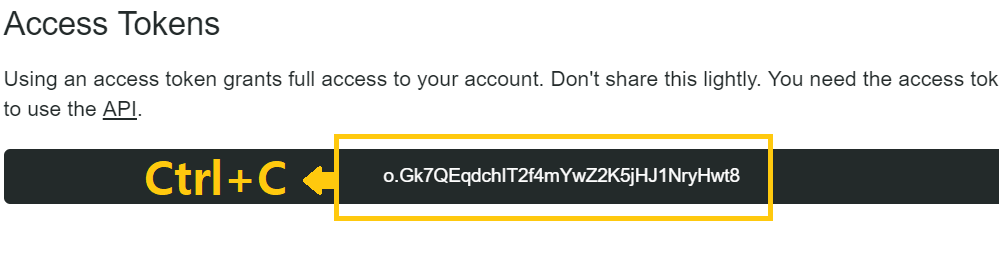 Access Tokens
Using an access token grants full access to your account. Don't share this lightly. You need the access tok
to use the API.
Ctrl+C
o.Gk7QEqdchIT2f4mYwZ2K5jHJ1NryHwt8